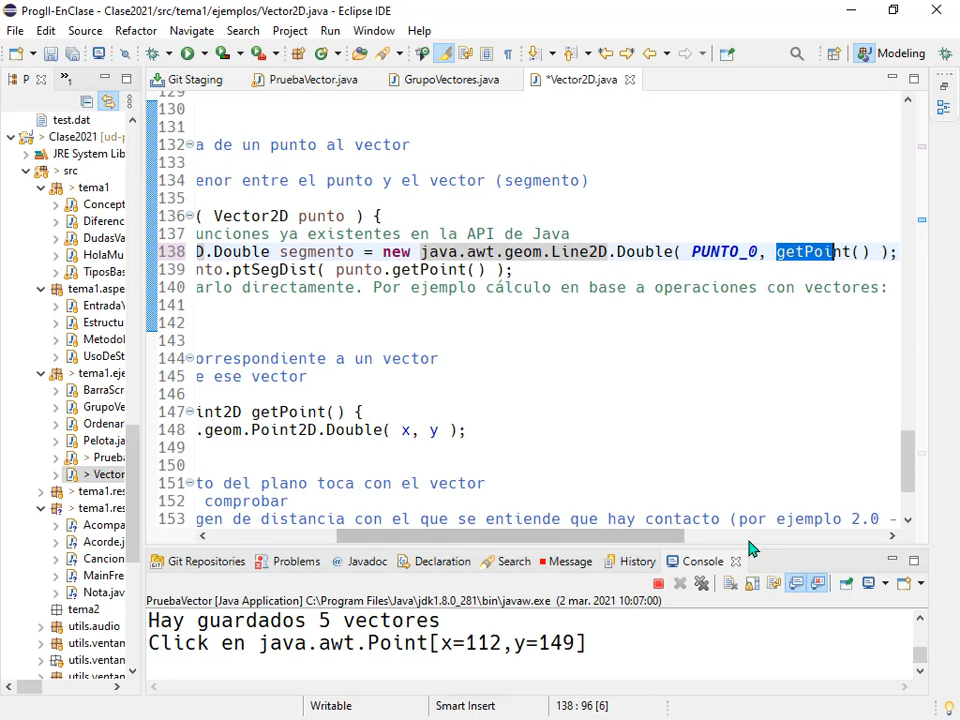 ProgII-EnClase - Clase2021/src/tema1/ejemplos/Vector2D.java - Eclipse IDE
File Edit Source Refactor Navigate Search Project Run Window Help
Modeling
P
Git Staging PruebaVector.java GrupoVectores.java *Vector2D.java
test.dat
> Clase2021 [ud-p
JRE System Lib
> src
> tema1
Concept
Diferenc
DudasVa
HolaMu
TiposBas
tema1.aspe
EntradaY
Estructu
Metodol
UsoDeSt
> tema1.eje
BarraScr
GrupoVe
Ordenar
Pelota.ja
> Prueba
> Vector
tema1.res
> tema1.res
Acompa
Acorde.j
Cancion
MainFre
Nota.jav
tema2
utils.audio
utils.ventan
utils.ventan
utils.ventan
129
130
131
132 a de un punto al vector
133
134 enor entre el punto y el vector (segmento)
135
136 ( Vector2D punto ) {
137 unciones ya existentes en la API de Java
138 D.Double segmento = new java.awt.geom.Line2D.Double( PUNTO_0, getPoint() );
139 nto.ptSegDist( punto.getPoint() );
140 arlo directamente. Por ejemplo cálculo en base a operaciones con vectores:
141
142
143
144 orrespondiente a un vector
145 e ese vector
146
147 int2D getPoint() {
148 .geom.Point2D.Double( x, y );
149
150
151 to del plano toca con el vector
152 comprobar
153 gen de distancia con el que se entiende que hay contacto (por ejemplo 2.0 -
Git Repositories Problems Javadoc Declaration Search Message History Console
PruebaVector [Java Application] C:\Program Files\Java\jdk1.8.0_281\bin\javaw.exe (2 mar. 2021 10:07:00)
Hay guardados 5 vectores
Click en java.awt.Point[x=112,y=149]
Writable Smart Insert 138 : 96 [6]